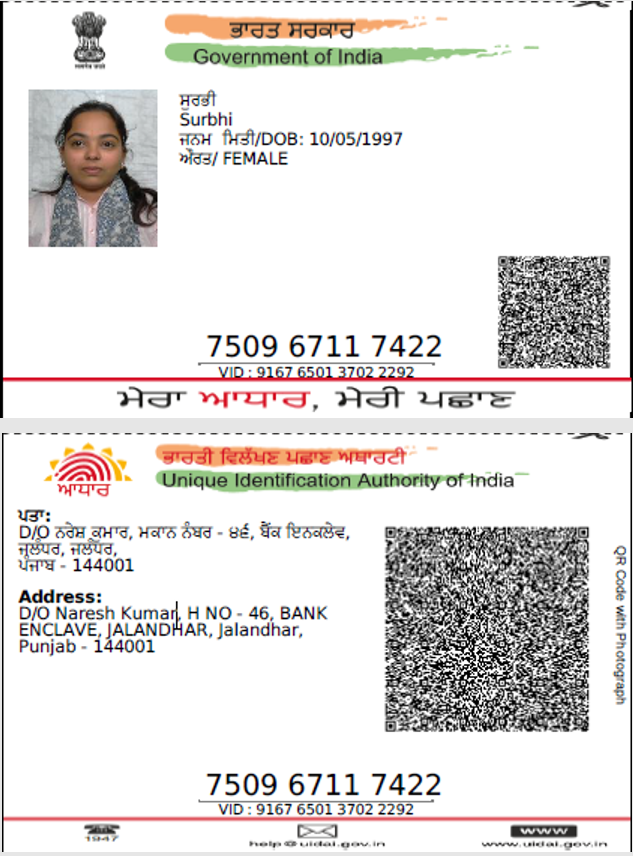 ਭਾਰਤ ਸਰਕਾਰ
Government of India
ਸੁਰਭੀ
Surbhi
ਜਨਮ ਮਿਤੀ/DOB: 10/05/1997
ਔਰਤ/ FEMALE
7509 6711 7422
VID : 9167 6501 3702 2292
ਮੇਰਾ ਆਧਾਰ, ਮੇਰੀ ਪਛਾਣ
ਆਧਾਰ
ਭਾਰਤੀ ਵਿਲੱਖਣ ਪਛਾਣ ਅਥਾਰਟੀ
Unique Identification Authority of India
ਪਤਾ:
D/O ਨਰੇਸ਼ ਕੁਮਾਰ, ਮਕਾਨ ਨੰਬਰ - ੪੬, ਬੈਂਕ ਇਨਕਲੇਵ,
ਜਲੰਧਰ, ਜਲੰਧਰ,
ਪੰਜਾਬ - 144001
Address:
D/O Naresh Kumar, H NO - 46, BANK
ENCLAVE, JALANDHAR, Jalandhar,
Punjab - 144001
QR Code with Photograph
7509 6711 7422
VID : 9167 6501 3702 2292
1947
help@uidai.gov.in
WWW
www.uidai.gov.in